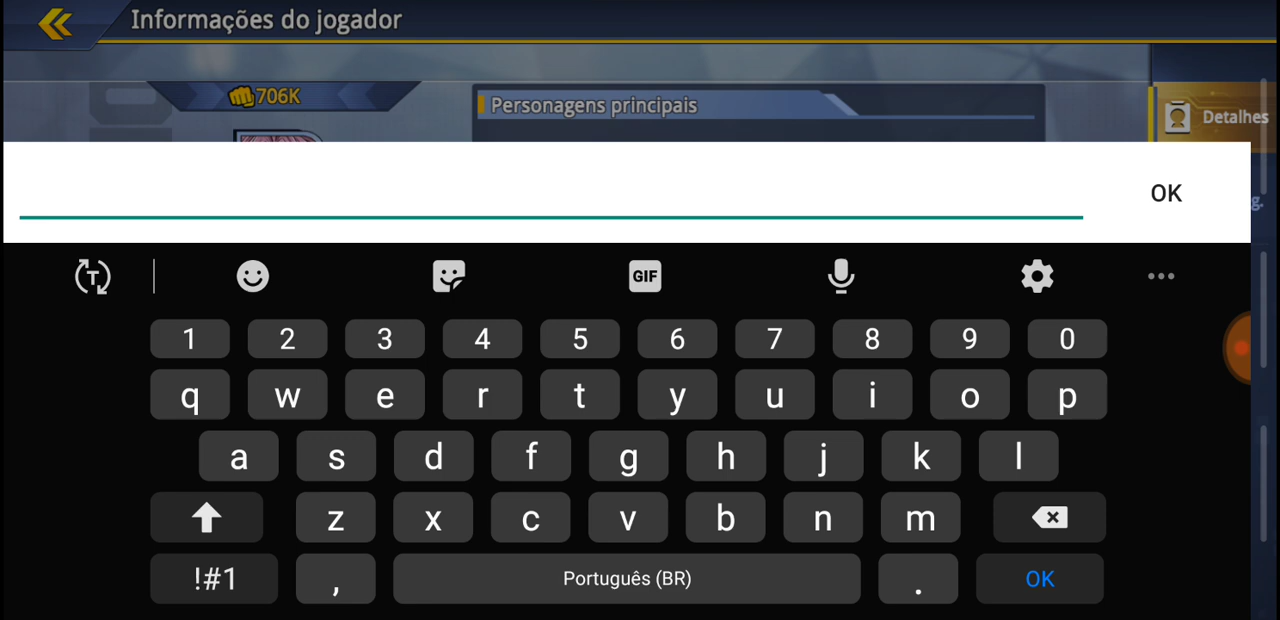 Informações do jogador
706K
Personagens principais
Detalhes
OK
g.
T
GIF
1 2 3 4 5 6 7 8 9 0
q w e r t y u i o p
a s d f g h j k l
z x c v b n m
!#1 , Português (BR) . OK